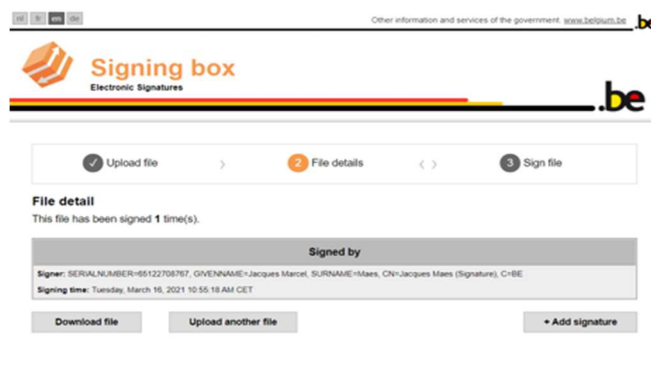 nl fr en de
Other information and services of the government. www.belgium.be
.be
Signing box
Electronic Signatures
.be
Upload file
2 File details
3 Sign file
File detail
This file has been signed 1 time(s).
Signed by
Signer: SERIALNUMBER=65122708767, GIVENNAME=Jacques Marcel, SURNAME=Maes, CN=Jacques Maes (Signature), C=BE
Signing time: Tuesday, March 16, 2021 10:55:18 AM CET
Download file
Upload another file
+ Add signature